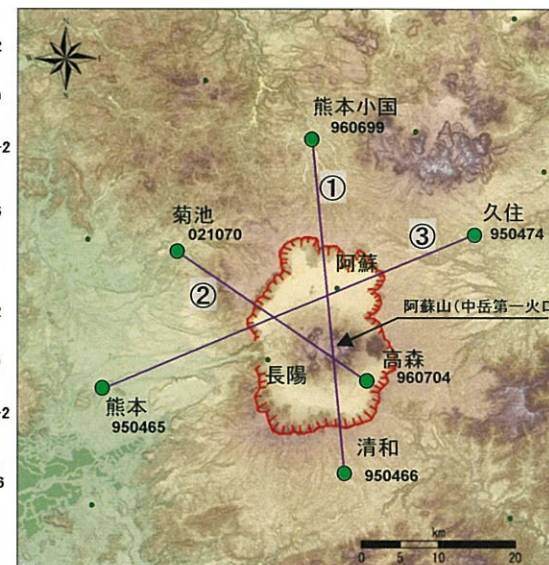 熊本小国
960699
①
菊池
021070
③
久住
950474
阿蘇
②
阿蘇山(中岳第一火口
高森
960704
長陽
熊本
950465
清和
950466
km
0 5 10 20